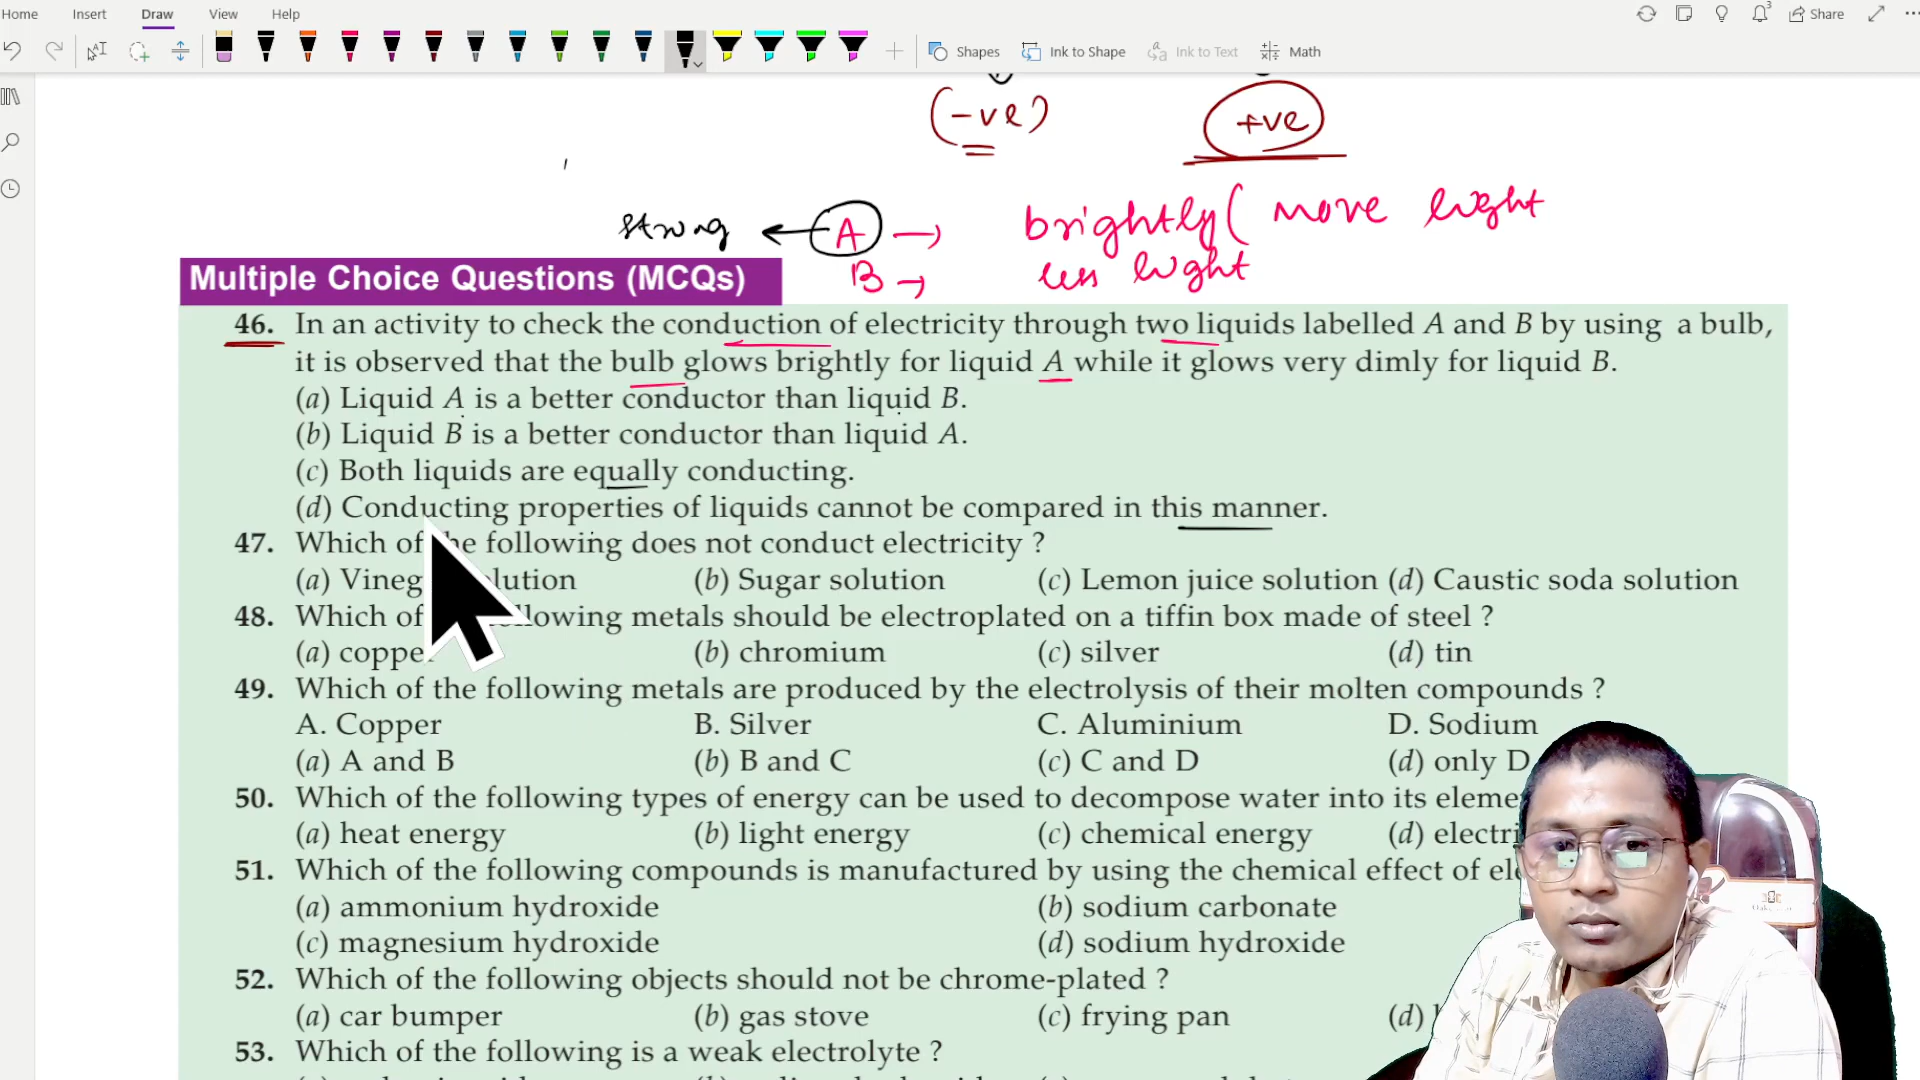 Home Insert Draw View Help
3 Share
Shapes Ink to Shape Ink to Text Math
(-ve) +ve
strong A brightly ( more light
B less light
Multiple Choice Questions (MCQs)
46. In an activity to check the conduction of electricity through two liquids labelled A and B by using a bulb,
it is observed that the bulb glows brightly for liquid A while it glows very dimly for liquid B.
(a) Liquid A is a better conductor than liquid B.
(b) Liquid B is a better conductor than liquid A.
(c) Both liquids are equally conducting.
(d) Conducting properties of liquids cannot be compared in this manner.
47. Which of the following does not conduct electricity ?
(a) Vineg lution (b) Sugar solution (c) Lemon juice solution (d) Caustic soda solution
48. Which of ollowing metals should be electroplated on a tiffin box made of steel ?
(a) copper (b) chromium (c) silver (d) tin
49. Which of the following metals are produced by the electrolysis of their molten compounds ?
A. Copper B. Silver C. Aluminium D. Sodium
(a) A and B (b) B and C (c) C and D (d) only D
50. Which of the following types of energy can be used to decompose water into its eleme
(a) heat energy (b) light energy (c) chemical energy (d) electri
51. Which of the following compounds is manufactured by using the chemical effect of ele
(a) ammonium hydroxide (b) sodium carbonate
(c) magnesium hydroxide (d) sodium hydroxide
52. Which of the following objects should not be chrome-plated ?
(a) car bumper (b) gas stove (c) frying pan (d)
53. Which of the following is a weak electrolyte ?